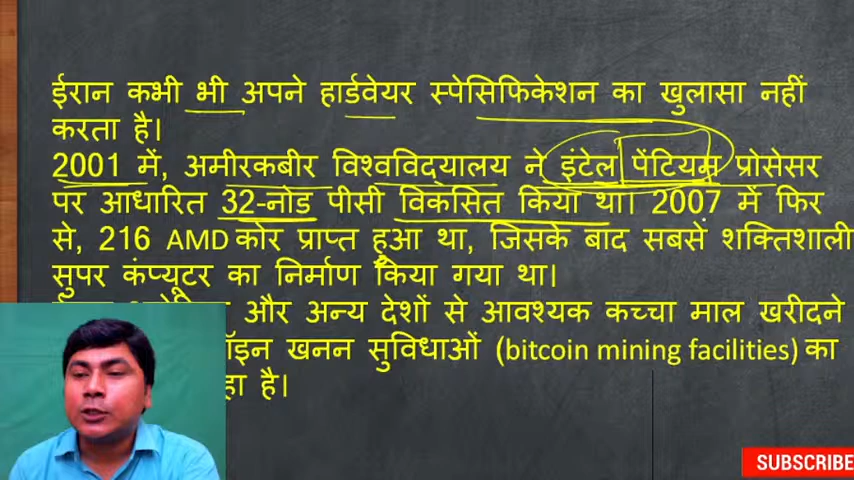 ईरान कभी भी अपने हार्डवेयर स्पेसिफिकेशन का खुलासा नहीं
करता है।
2001 में, अमीरकबीर विश्वविद्यालय ने इंटेल पेंटियम प्रोसेसर
पर आधारित 32-नोड पीसी विकसित किया था। 2007 में फिर
से, 216 AMD कोर प्राप्त हुआ था, जिसके बाद सबसे शक्तिशाली
सुपर कंप्यूटर का निर्माण किया गया था।
और अन्य देशों से आवश्यक कच्चा माल खरीदने
खनन सुविधाओं (bitcoin mining facilities) का
है।
SUBSCRIBE